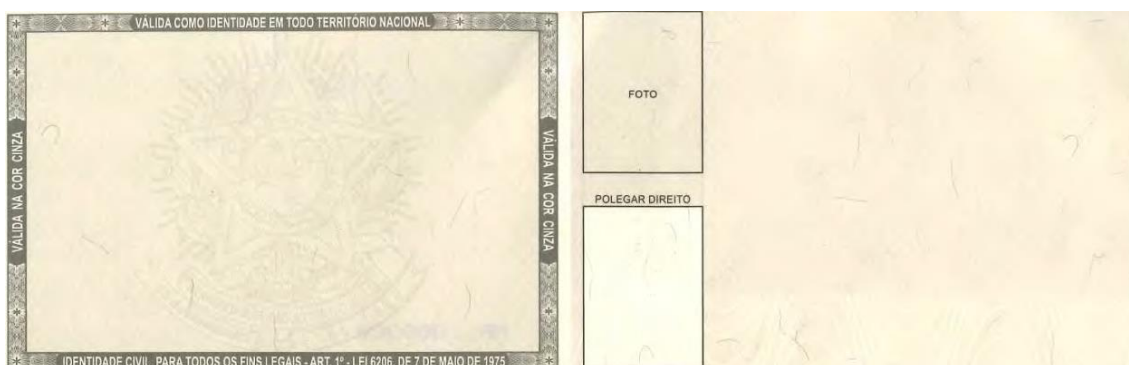 VÁLIDA COMO IDENTIDADE EM TODO TERRITÓRIO NACIONAL
VÁLIDA NA COR CINZA
VÁLIDA NA COR CINZA
IDENTIDADE CIVIL PARA TODOS OS FINS LEGAIS - ART. 1º - LEI 6206, DE 7 DE MAIO DE 1975
FOTO
POLEGAR DIREITO